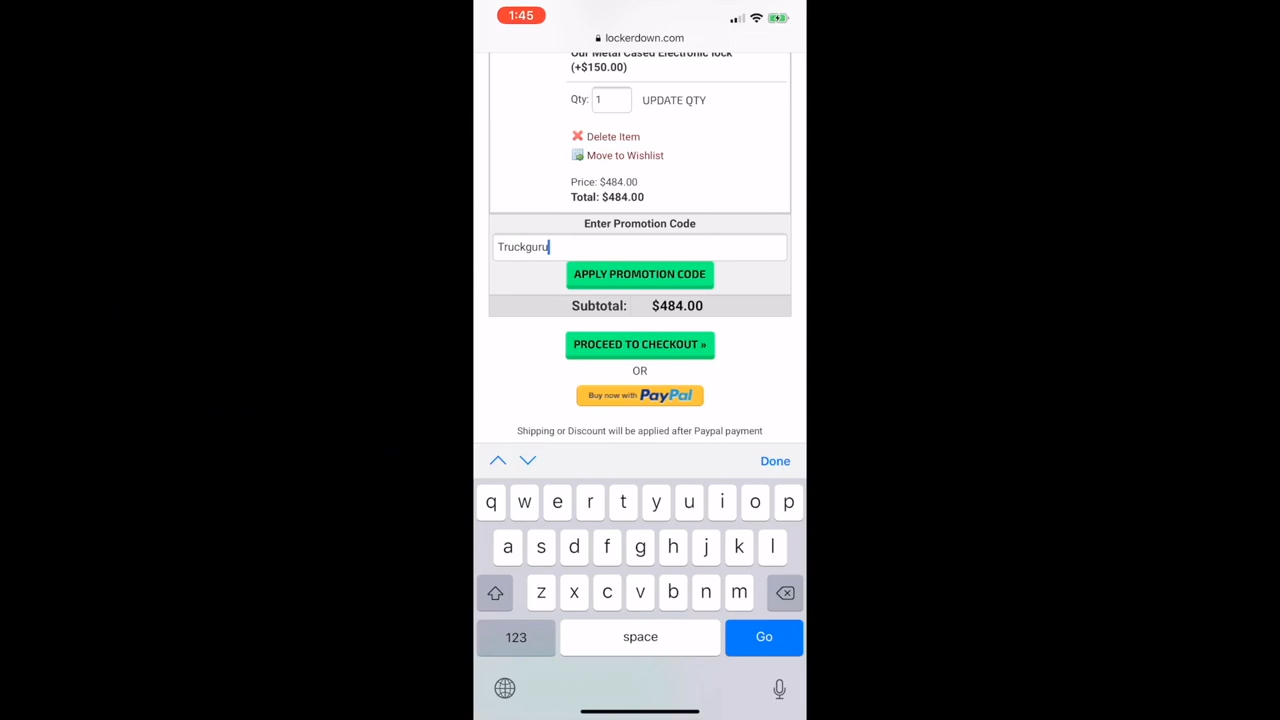 1:45
lockerdown.com
Our Metal Cased Electronic lock
(+$150.00)
Qty: 1 UPDATE QTY
Delete Item
Move to Wishlist
Price: $484.00
Total: $484.00
Enter Promotion Code
Truckguru
APPLY PROMOTION CODE
Subtotal: $484.00
PROCEED TO CHECKOUT »
OR
Buy now with PayPal
Shipping or Discount will be applied after Paypal payment
Done
q w e r t y u i o p
a s d f g h j k l
z x c v b n m
123 space Go